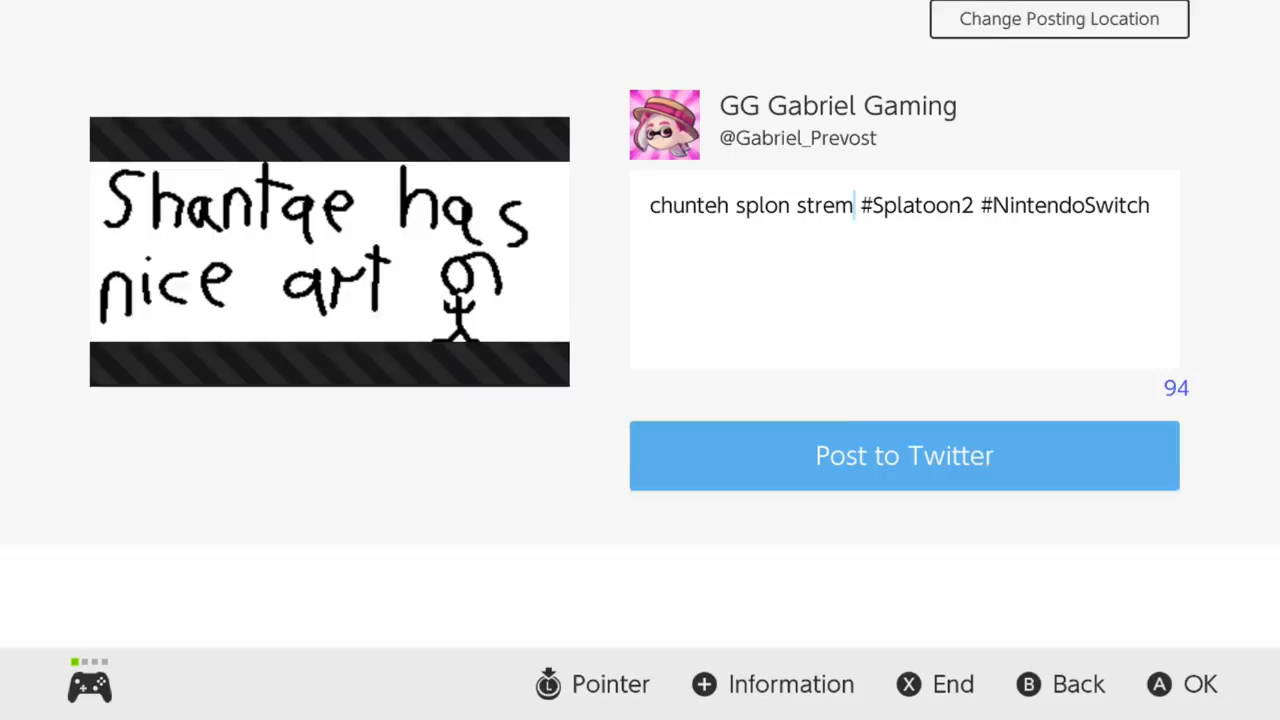 Change Posting Location
GG Gabriel Gaming
@Gabriel_Prevost
Shantae has
nice art
chunteh splon strem #Splatoon2 #NintendoSwitch
94
Post to Twitter
L Pointer + Information X End B Back A OK